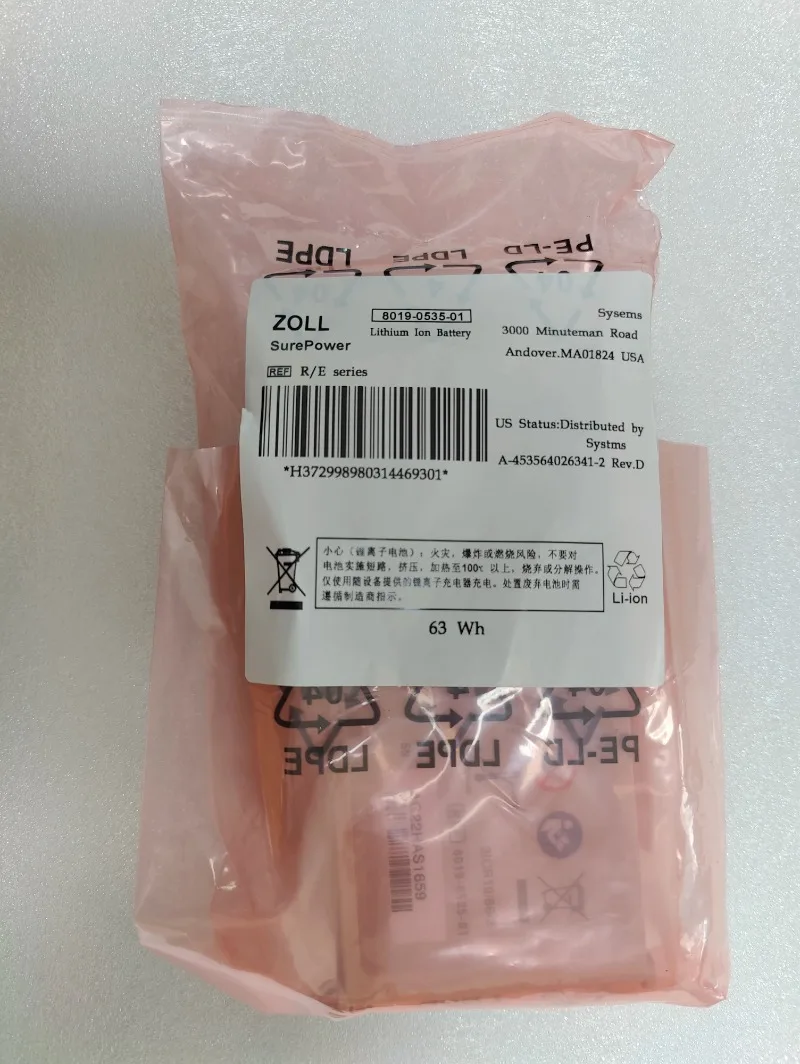 LDPE
LDPE
PE-LD
ZOLL
SurePower
8019-0535-01
Lithium Ion Battery
Sysems
3000 Minuteman Road
Andover.MA01824 USA
REF R/E series
US Status:Distributed by
Systms
A-453564026341-2 Rev.D
*H372998980314469301*
小心（锂离子电池）：火灾，爆炸或燃烧风险，不要对
电池实施短路，挤压，加热至100℃ 以上，烧弃或分解操作。
仅使用随设备提供的锂离子充电器充电。处置废弃电池时需
遵循制造商指示。
Li-ion
63 Wh
04
LDPE
LDPE
PE-LD